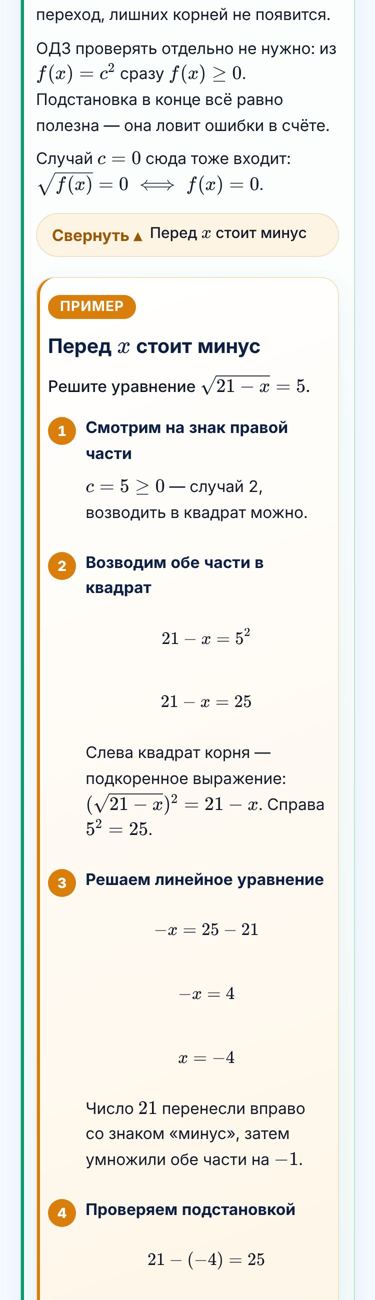 переход, лишних корней не появится.
ОДЗ проверять отдельно не нужно: из
f(x) = c² сразу f(x) ≥ 0.
Подстановка в конце всё равно
полезна — она ловит ошибки в счёте.
Случай c = 0 сюда тоже входит:
√f(x) = 0 ⟺ f(x) = 0.
Свернуть ▲ Перед x стоит минус
ПРИМЕР
Перед x стоит минус
Решите уравнение √(21 − x) = 5.
1 Смотрим на знак правой
части
c = 5 ≥ 0 — случай 2,
возводить в квадрат можно.
2 Возводим обе части в
квадрат
21 − x = 5²
21 − x = 25
Слева квадрат корня —
подкоренное выражение:
(√(21 − x))² = 21 − x. Справа
5² = 25.
3 Решаем линейное уравнение
−x = 25 − 21
−x = 4
x = −4
Число 21 перенесли вправо
со знаком «минус», затем
умножили обе части на −1.
4 Проверяем подстановкой
21 − (−4) = 25